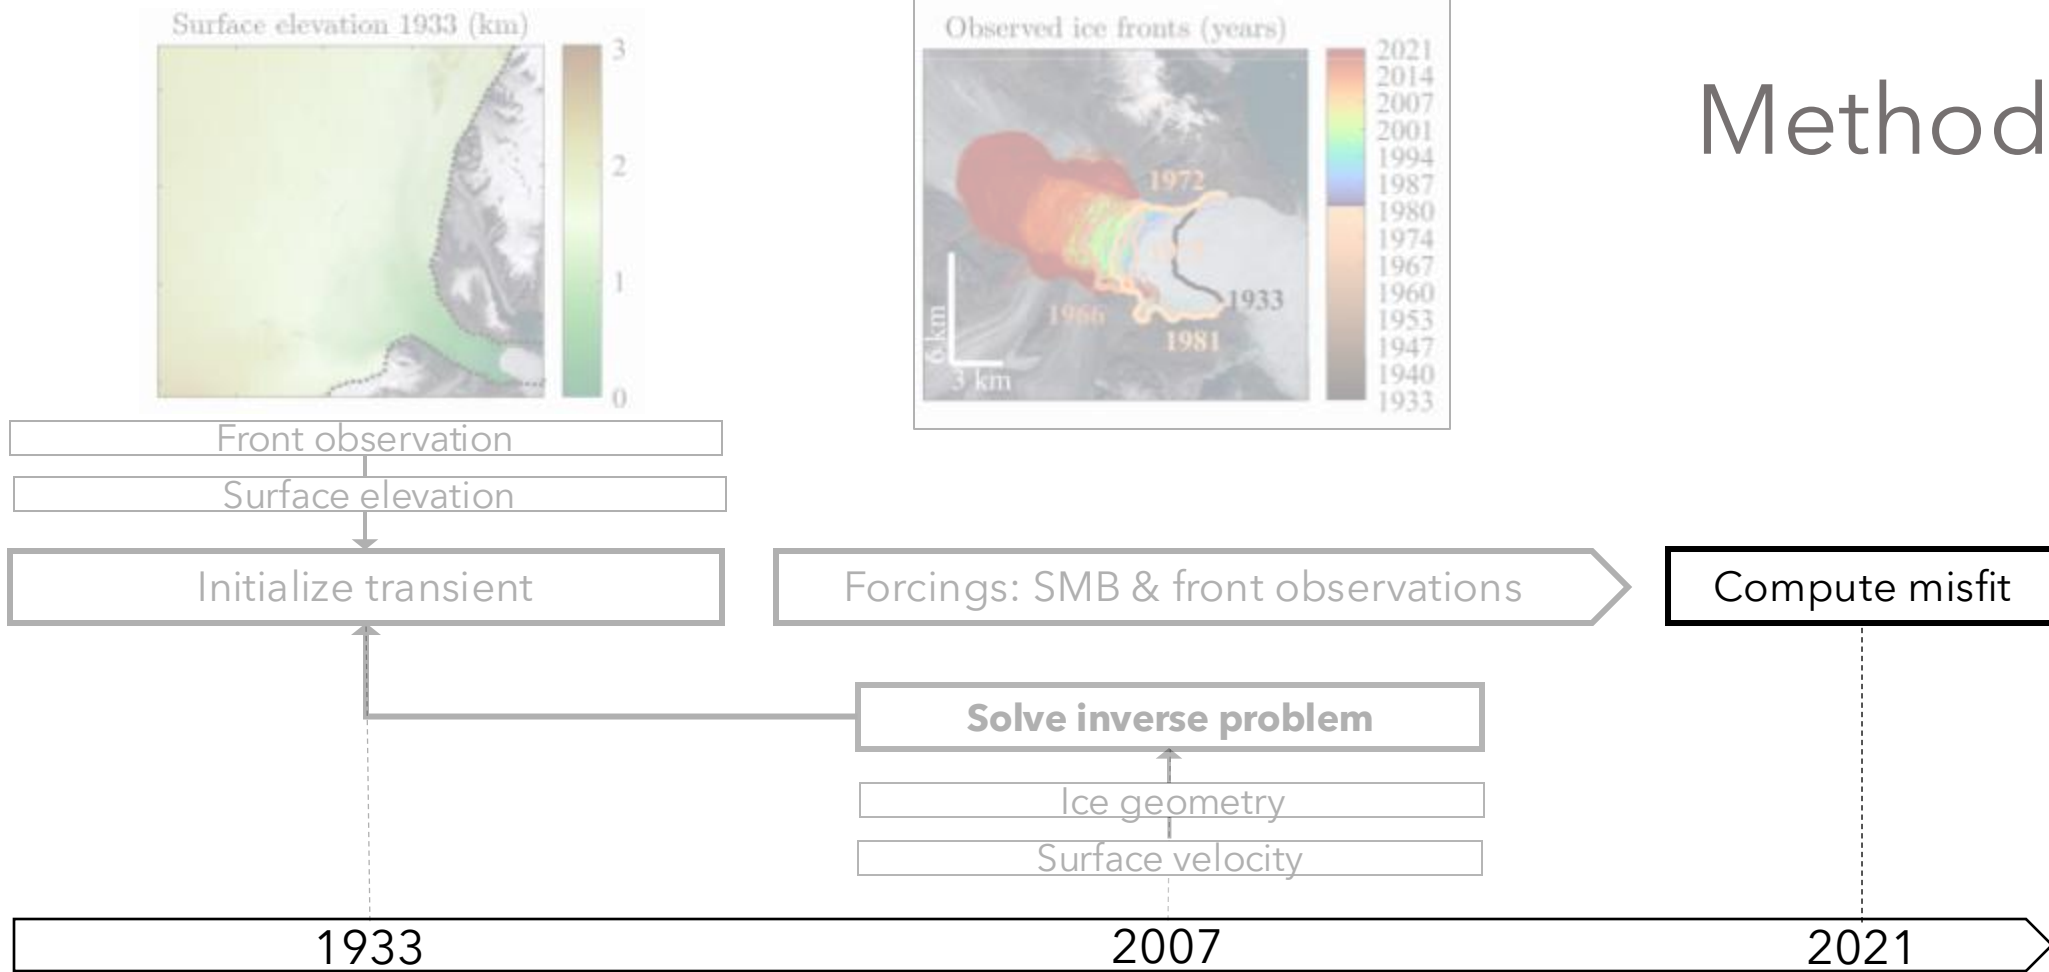 Method
Surface elevation 1933 (km)
3
2
1
0
Observed ice fronts (years)
2021
2014
2007
2001
1994
1987
1980
1974
1967
1960
1953
1947
1940
1933
1972
1933
1966
1981
6 km
3 km
Front observation
Surface elevation
Initialize transient
Forcings: SMB & front observations
Compute misfit
Solve inverse problem
Ice geometry
Surface velocity
1933
2007
2021